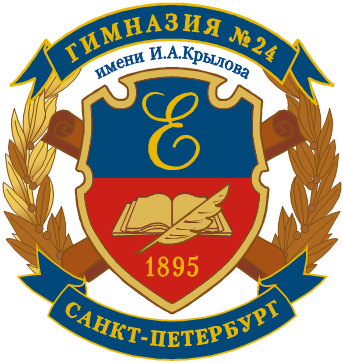 ГИМНАЗИЯ №24
имени И.А.Крылова
Е
1895
САНКТ-ПЕТЕРБУРГ